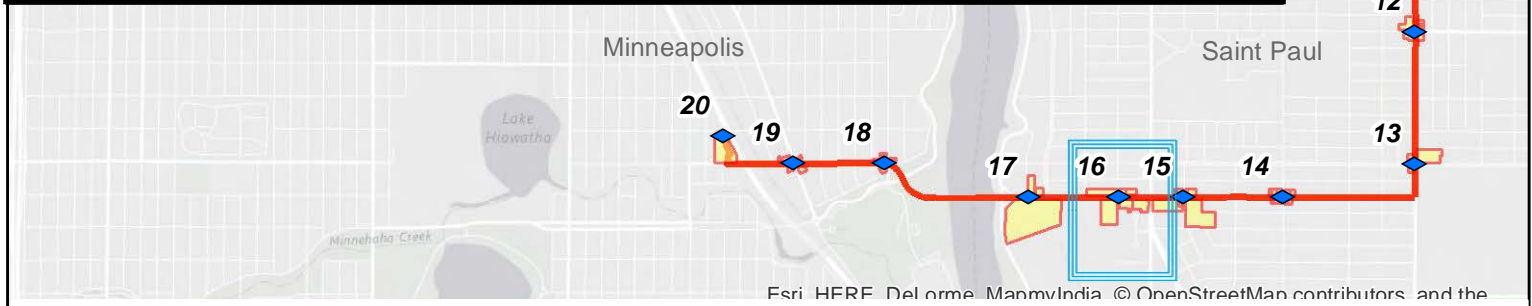 12
Minneapolis
Saint Paul
20
Lake
Hiawatha
19
18
13
17
16
15
14
Minnehaha Creek
Esri, HERE, DeLorme, MapmyIndia, © OpenStreetMap contributors, and the